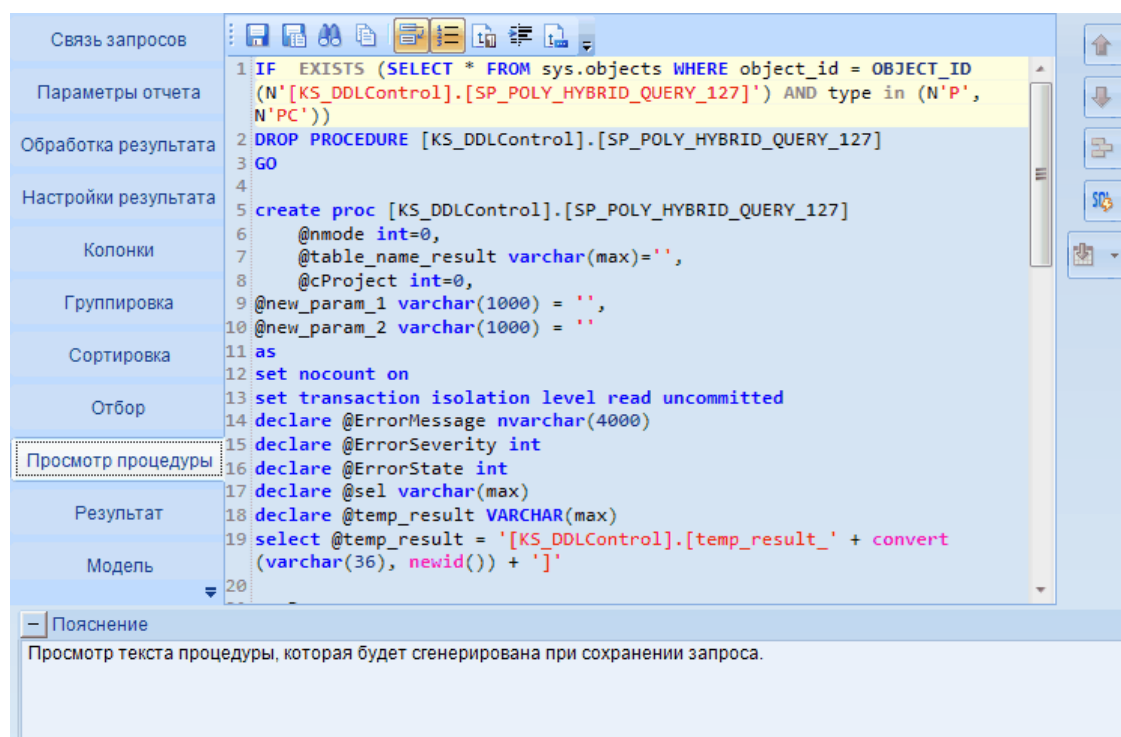 Связь запросов
Параметры отчета
Обработка результата
Настройки результата
Колонки
Группировка
Сортировка
Отбор
Просмотр процедуры
Результат
Модель
1 IF  EXISTS (SELECT * FROM sys.objects WHERE object_id = OBJECT_ID
(N'[KS_DDLControl].[SP_POLY_HYBRID_QUERY_127]') AND type in (N'P',
N'PC'))
2 DROP PROCEDURE [KS_DDLControl].[SP_POLY_HYBRID_QUERY_127]
3 GO
4
5 create proc [KS_DDLControl].[SP_POLY_HYBRID_QUERY_127]
6     @nmode int=0,
7     @table_name_result varchar(max)='',
8     @cProject int=0,
9 @new_param_1 varchar(1000) = '',
10 @new_param_2 varchar(1000) = ''
11 as
12 set nocount on
13 set transaction isolation level read uncommitted
14 declare @ErrorMessage nvarchar(4000)
15 declare @ErrorSeverity int
16 declare @ErrorState int
17 declare @sel varchar(max)
18 declare @temp_result VARCHAR(max)
19 select @temp_result = '[KS_DDLControl].[temp_result_' + convert
(varchar(36), newid()) + ']'
20
SQL
Пояснение
Просмотр текста процедуры, которая будет сгенерирована при сохранении запроса.